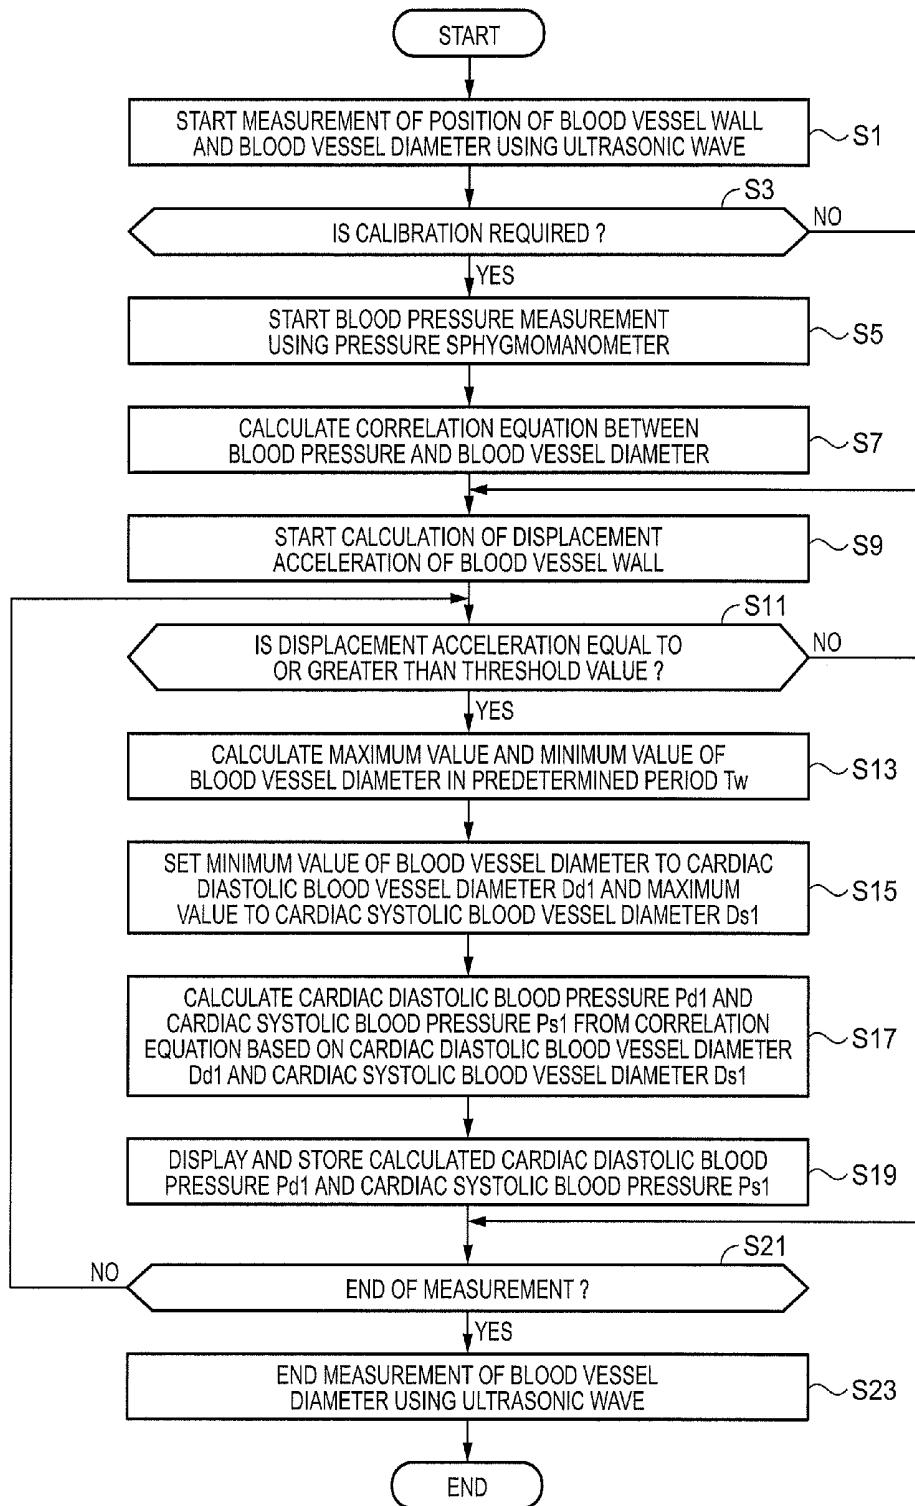 START
START MEASUREMENT OF POSITION OF BLOOD VESSEL WALL
AND BLOOD VESSEL DIAMETER USING ULTRASONIC WAVE
S1
S3
IS CALIBRATION REQUIRED ?
NO
YES
START BLOOD PRESSURE MEASUREMENT
USING PRESSURE SPHYGMOMANOMETER
S5
CALCULATE CORRELATION EQUATION BETWEEN
BLOOD PRESSURE AND BLOOD VESSEL DIAMETER
S7
START CALCULATION OF DISPLACEMENT
ACCELERATION OF BLOOD VESSEL WALL
S9
S11
IS DISPLACEMENT ACCELERATION EQUAL TO
OR GREATER THAN THRESHOLD VALUE ?
NO
YES
CALCULATE MAXIMUM VALUE AND MINIMUM VALUE OF
BLOOD VESSEL DIAMETER IN PREDETERMINED PERIOD Tw
S13
SET MINIMUM VALUE OF BLOOD VESSEL DIAMETER TO CARDIAC
DIASTOLIC BLOOD VESSEL DIAMETER Dd1 AND MAXIMUM
VALUE TO CARDIAC SYSTOLIC BLOOD VESSEL DIAMETER Ds1
S15
CALCULATE CARDIAC DIASTOLIC BLOOD PRESSURE Pd1 AND
CARDIAC SYSTOLIC BLOOD PRESSURE Ps1 FROM CORRELATION
EQUATION BASED ON CARDIAC DIASTOLIC BLOOD VESSEL DIAMETER
Dd1 AND CARDIAC SYSTOLIC BLOOD VESSEL DIAMETER Ds1
S17
DISPLAY AND STORE CALCULATED CARDIAC DIASTOLIC BLOOD
PRESSURE Pd1 AND CARDIAC SYSTOLIC BLOOD PRESSURE Ps1
S19
S21
NO
END OF MEASUREMENT ?
YES
END MEASUREMENT OF BLOOD VESSEL
DIAMETER USING ULTRASONIC WAVE
S23
END